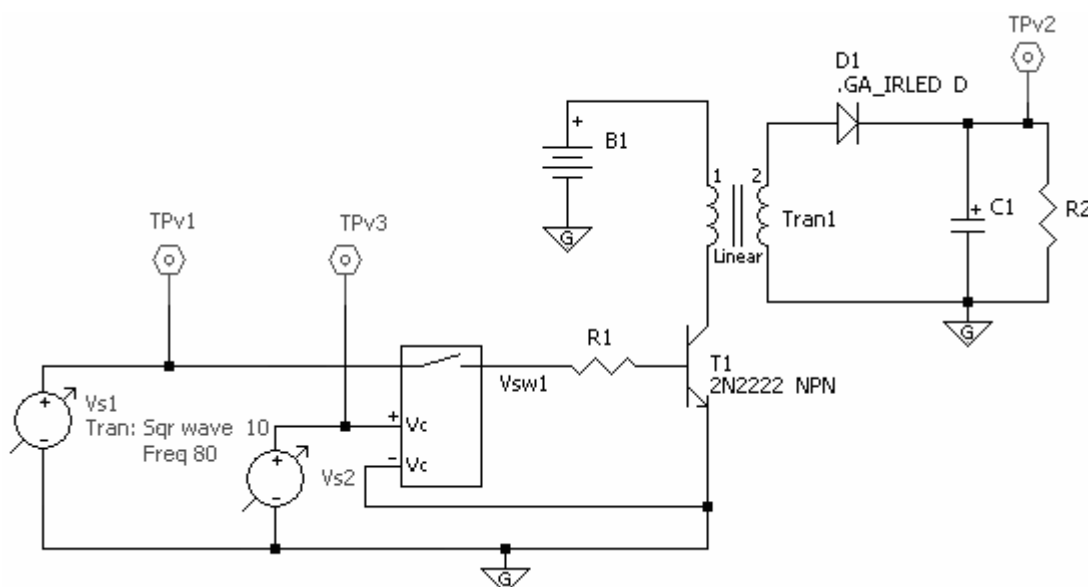 TPv2
D1
.GA_IRLED D
+
B1
1 2
TPv1
TPv3
Tran1
+
C1
R2
G
Linear
G
R1
T1
2N2222 NPN
Vsw1
+
Vs1
-
Tran: Sqr wave 10
Freq 80
+ Vc
+
- Vc
Vs2
-
G